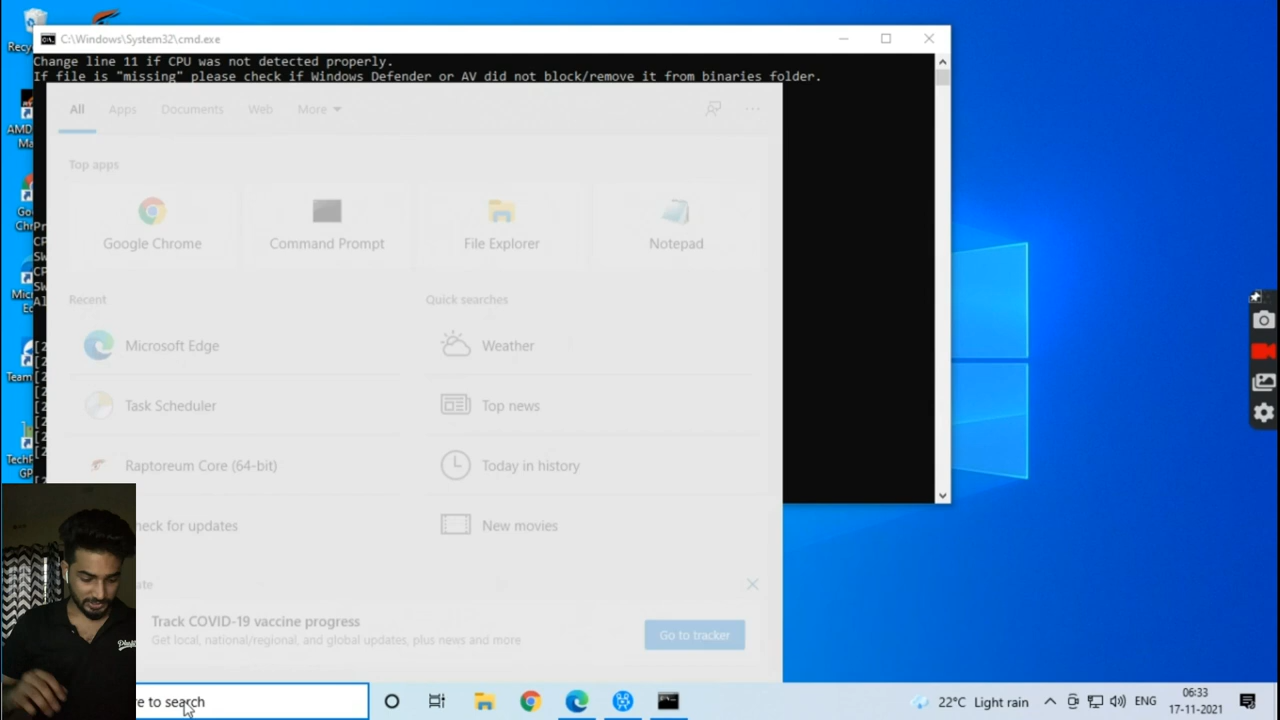 C:\Windows\System32\cmd.exe
Change line 11 if CPU was not detected properly.
If file is "missing" please check if Windows Defender or AV did not block/remove it from binaries folder.
All
Apps
Documents
Web
More
Top apps
Google Chrome
Command Prompt
File Explorer
Notepad
Recent
Quick searches
Microsoft Edge
Weather
Task Scheduler
Top news
Raptoreum Core (64-bit)
Today in history
heck for updates
New movies
Track COVID-19 vaccine progress
Get local, national/regional, and global updates, plus news and more
Go to tracker
e to search
22°C Light rain
ENG
06:33
17-11-2021